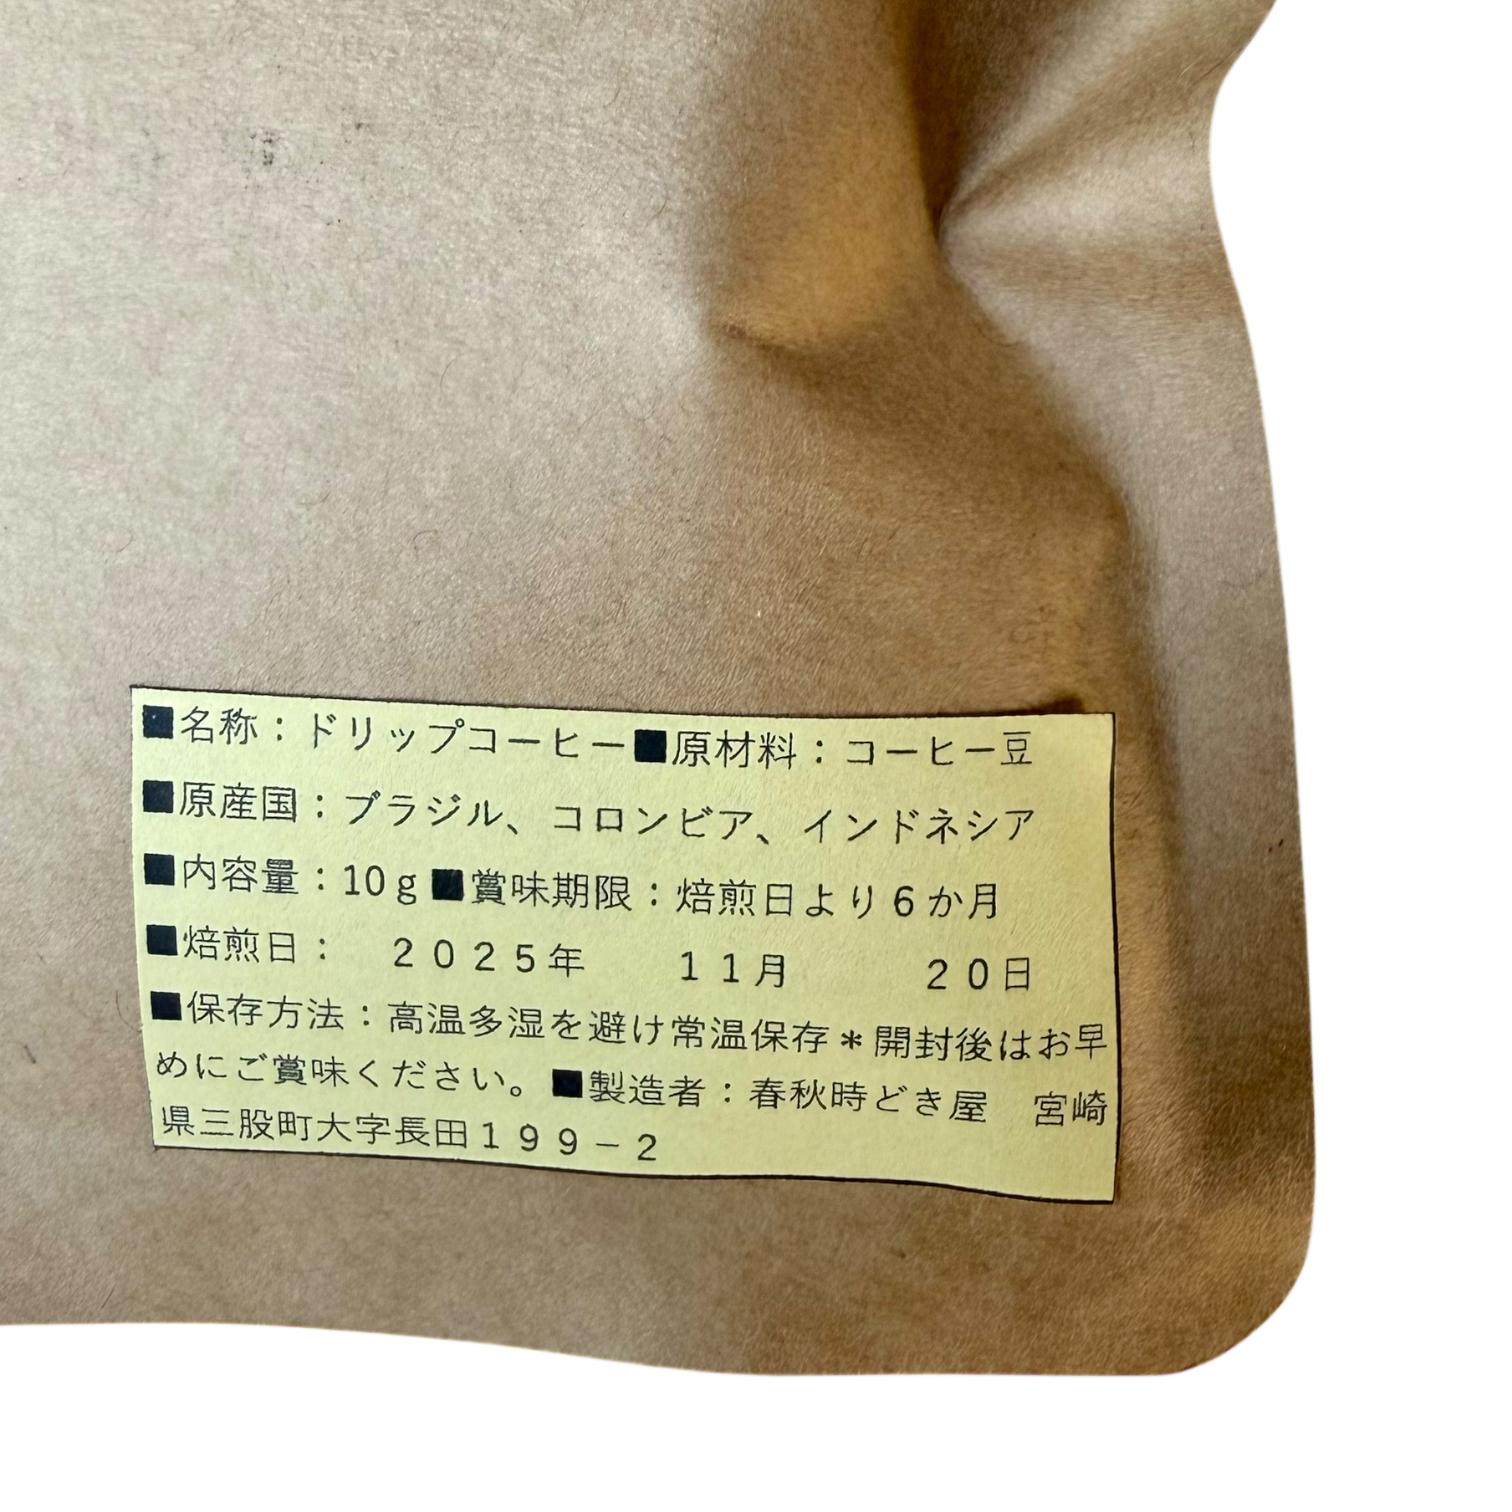 ■名称：ドリップコーヒー■原材料：コーヒー豆
■原産国：ブラジル、コロンビア、インドネシア
■内容量：10g ■賞味期限：焙煎日より6か月
■焙煎日：　２０２５年　　１１月　　　２０日
■保存方法：高温多湿を避け常温保存＊開封後はお早
めにご賞味ください。■製造者：春秋時どき屋　宮崎
県三股町大字長田１９９－２